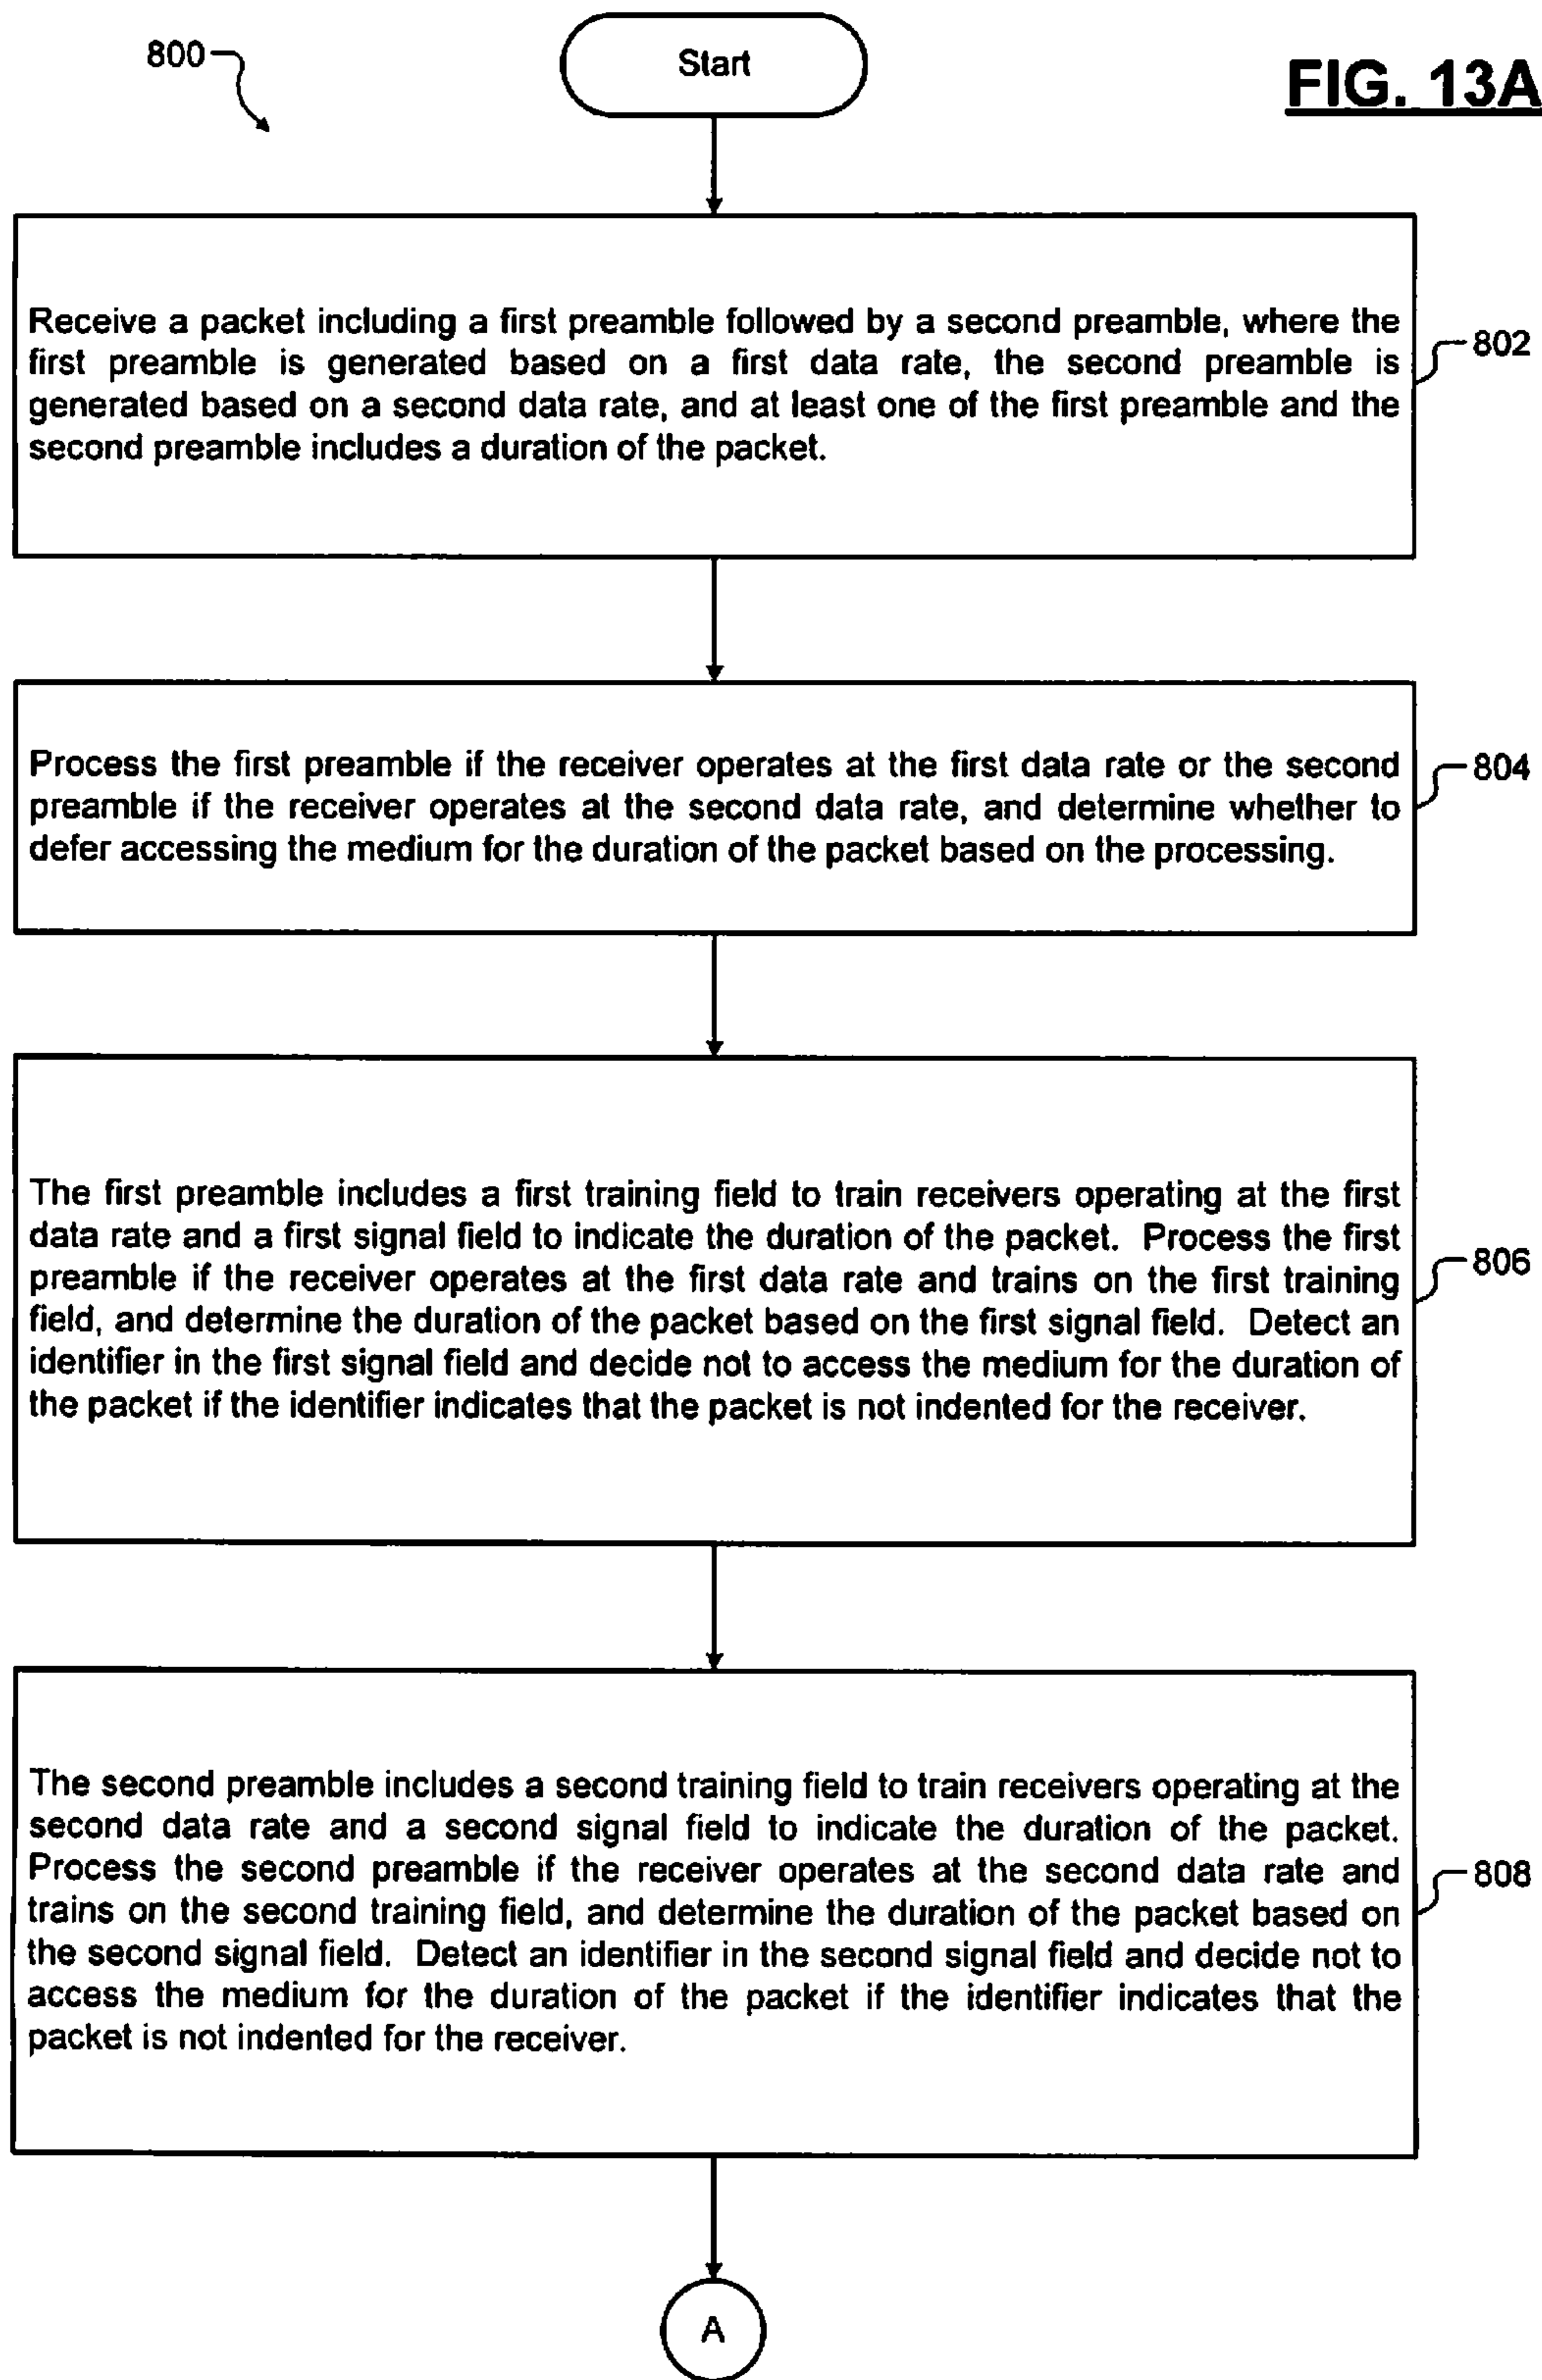 800
Start
FIG. 13A
Receive a packet including a first preamble followed by a second preamble, where the
first preamble is generated based on a first data rate, the second preamble is
generated based on a second data rate, and at least one of the first preamble and the
second preamble includes a duration of the packet.
802
Process the first preamble if the receiver operates at the first data rate or the second
preamble if the receiver operates at the second data rate, and determine whether to
defer accessing the medium for the duration of the packet based on the processing.
804
The first preamble includes a first training field to train receivers operating at the first
data rate and a first signal field to indicate the duration of the packet. Process the first
preamble if the receiver operates at the first data rate and trains on the first training
field, and determine the duration of the packet based on the first signal field. Detect an
identifier in the first signal field and decide not to access the medium for the duration of
the packet if the identifier indicates that the packet is not indented for the receiver.
806
The second preamble includes a second training field to train receivers operating at the
second data rate and a second signal field to indicate the duration of the packet.
Process the second preamble if the receiver operates at the second data rate and
trains on the second training field, and determine the duration of the packet based on
the second signal field. Detect an identifier in the second signal field and decide not to
access the medium for the duration of the packet if the identifier indicates that the
packet is not indented for the receiver.
808
A